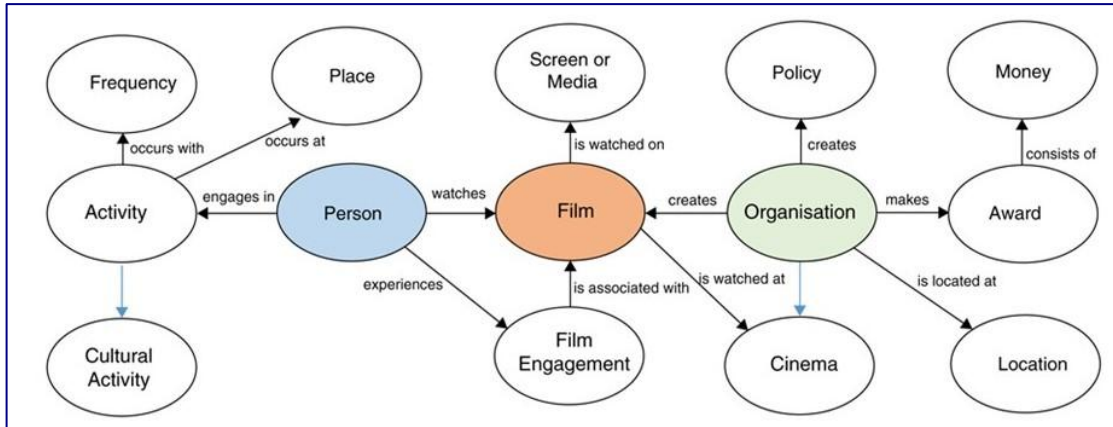 Frequency
Place
Screen or
Media
Policy
Money
occurs with
occurs at
is watched on
creates
consists of
Activity
engages in
Person
watches
Film
creates
Organisation
makes
Award
experiences
is associated with
is watched at
is located at
Cultural
Activity
Film
Engagement
Cinema
Location